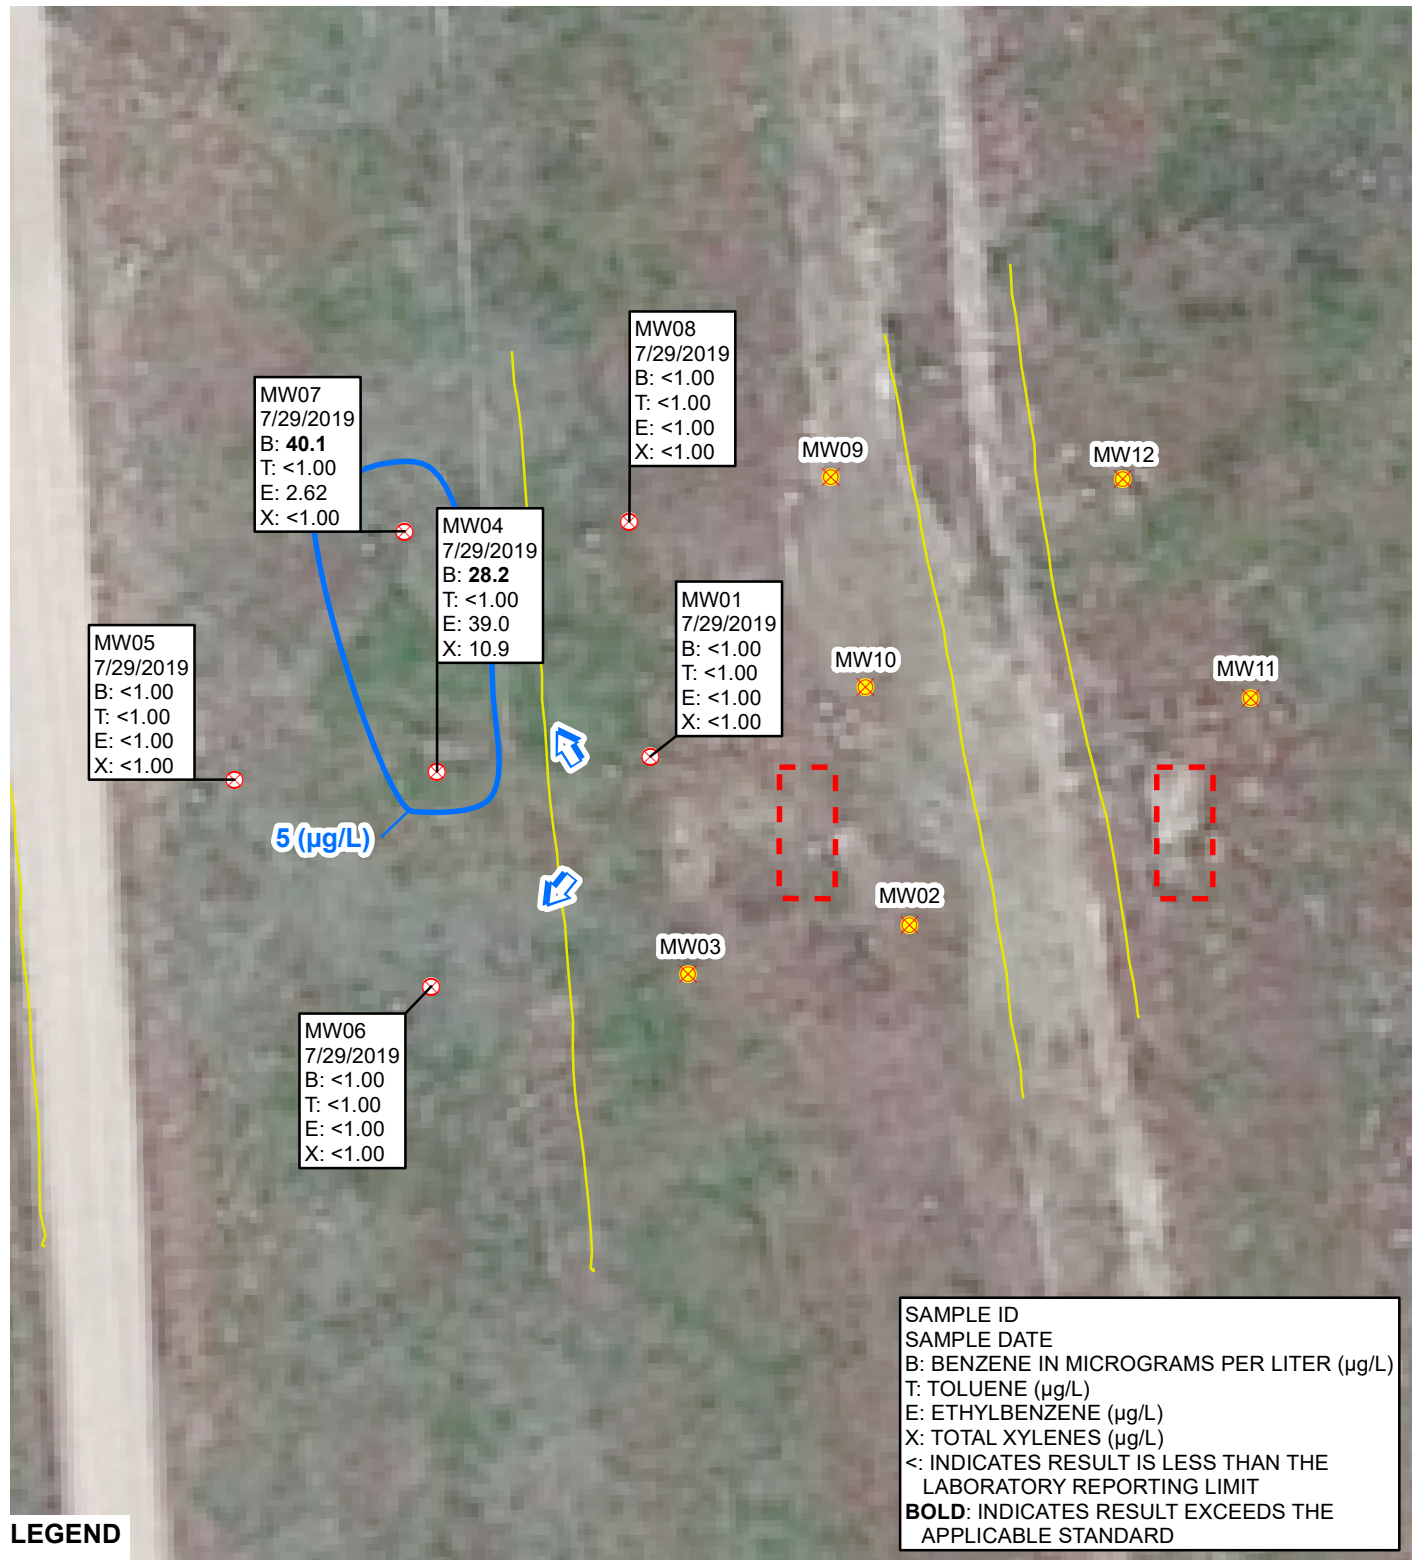 MW08
7/29/2019
B: <1.00
T: <1.00
E: <1.00
X: <1.00
MW07
7/29/2019
B: 40.1
T: <1.00
E: 2.62
X: <1.00
MW09
MW12
MW04
7/29/2019
B: 28.2
T: <1.00
E: 39.0
X: 10.9
MW01
7/29/2019
B: <1.00
T: <1.00
E: <1.00
X: <1.00
MW05
7/29/2019
B: <1.00
T: <1.00
E: <1.00
X: <1.00
MW10
MW11
5 (µg/L)
MW02
MW03
MW06
7/29/2019
B: <1.00
T: <1.00
E: <1.00
X: <1.00
SAMPLE ID
SAMPLE DATE
B: BENZENE IN MICROGRAMS PER LITER (µg/L)
T: TOLUENE (µg/L)
E: ETHYLBENZENE (µg/L)
X: TOTAL XYLENES (µg/L)
<: INDICATES RESULT IS LESS THAN THE
LABORATORY REPORTING LIMIT
BOLD: INDICATES RESULT EXCEEDS THE
APPLICABLE STANDARD
LEGEND